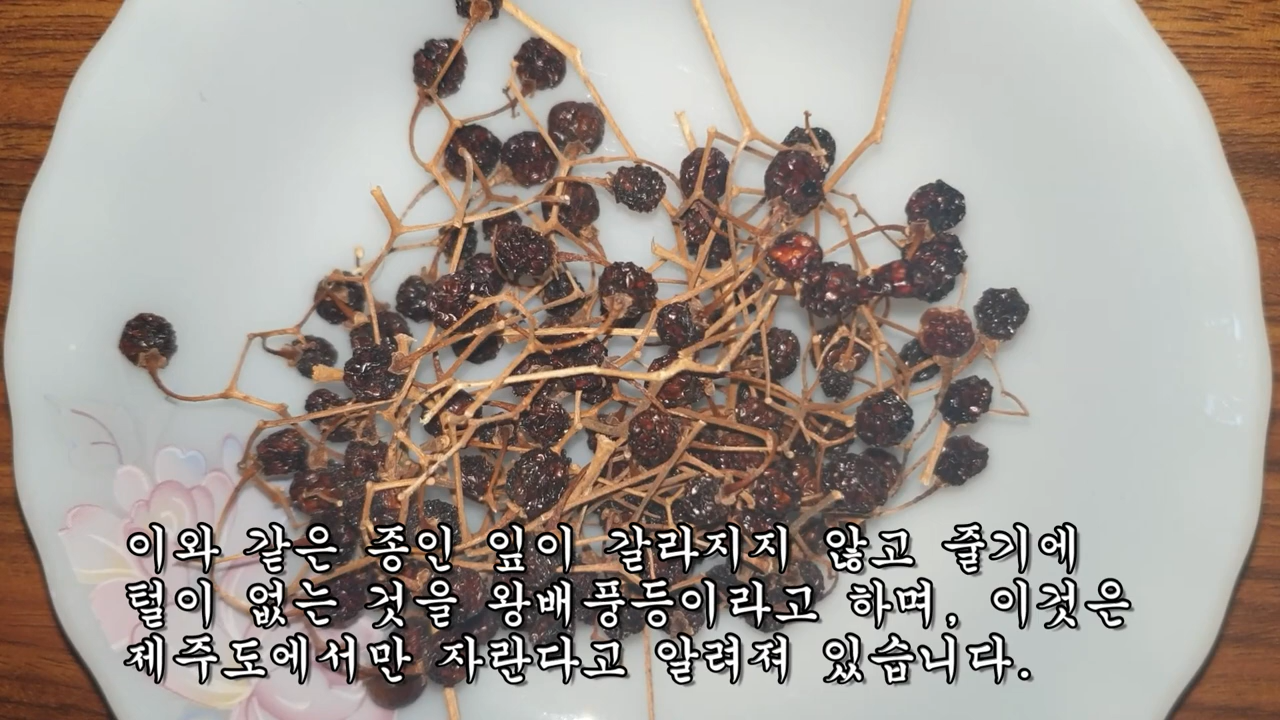 이와 같은 종인 잎이 갈라지지 않고 줄기에
털이 없는 것을 왕배풍등이라고 하며, 이것은
제주도에서만 자란다고 알려져 있습니다.